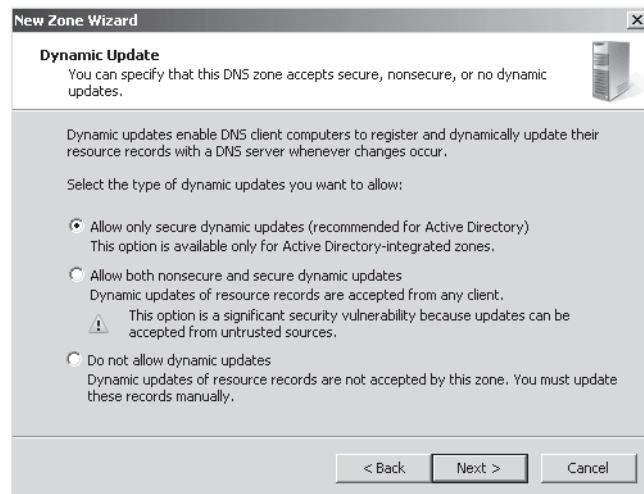 New Zone Wizard
Dynamic Update
You can specify that this DNS zone accepts secure, nonsecure, or no dynamic
updates.
Dynamic updates enable DNS client computers to register and dynamically update their
resource records with a DNS server whenever changes occur.
Select the type of dynamic updates you want to allow:
Allow only secure dynamic updates (recommended for Active Directory)
This option is available only for Active Directory-integrated zones.
Allow both nonsecure and secure dynamic updates
Dynamic updates of resource records are accepted from any client.
This option is a significant security vulnerability because updates can be
accepted from untrusted sources.
Do not allow dynamic updates
Dynamic updates of resource records are not accepted by this zone. You must update
these records manually.
< Back Next > Cancel